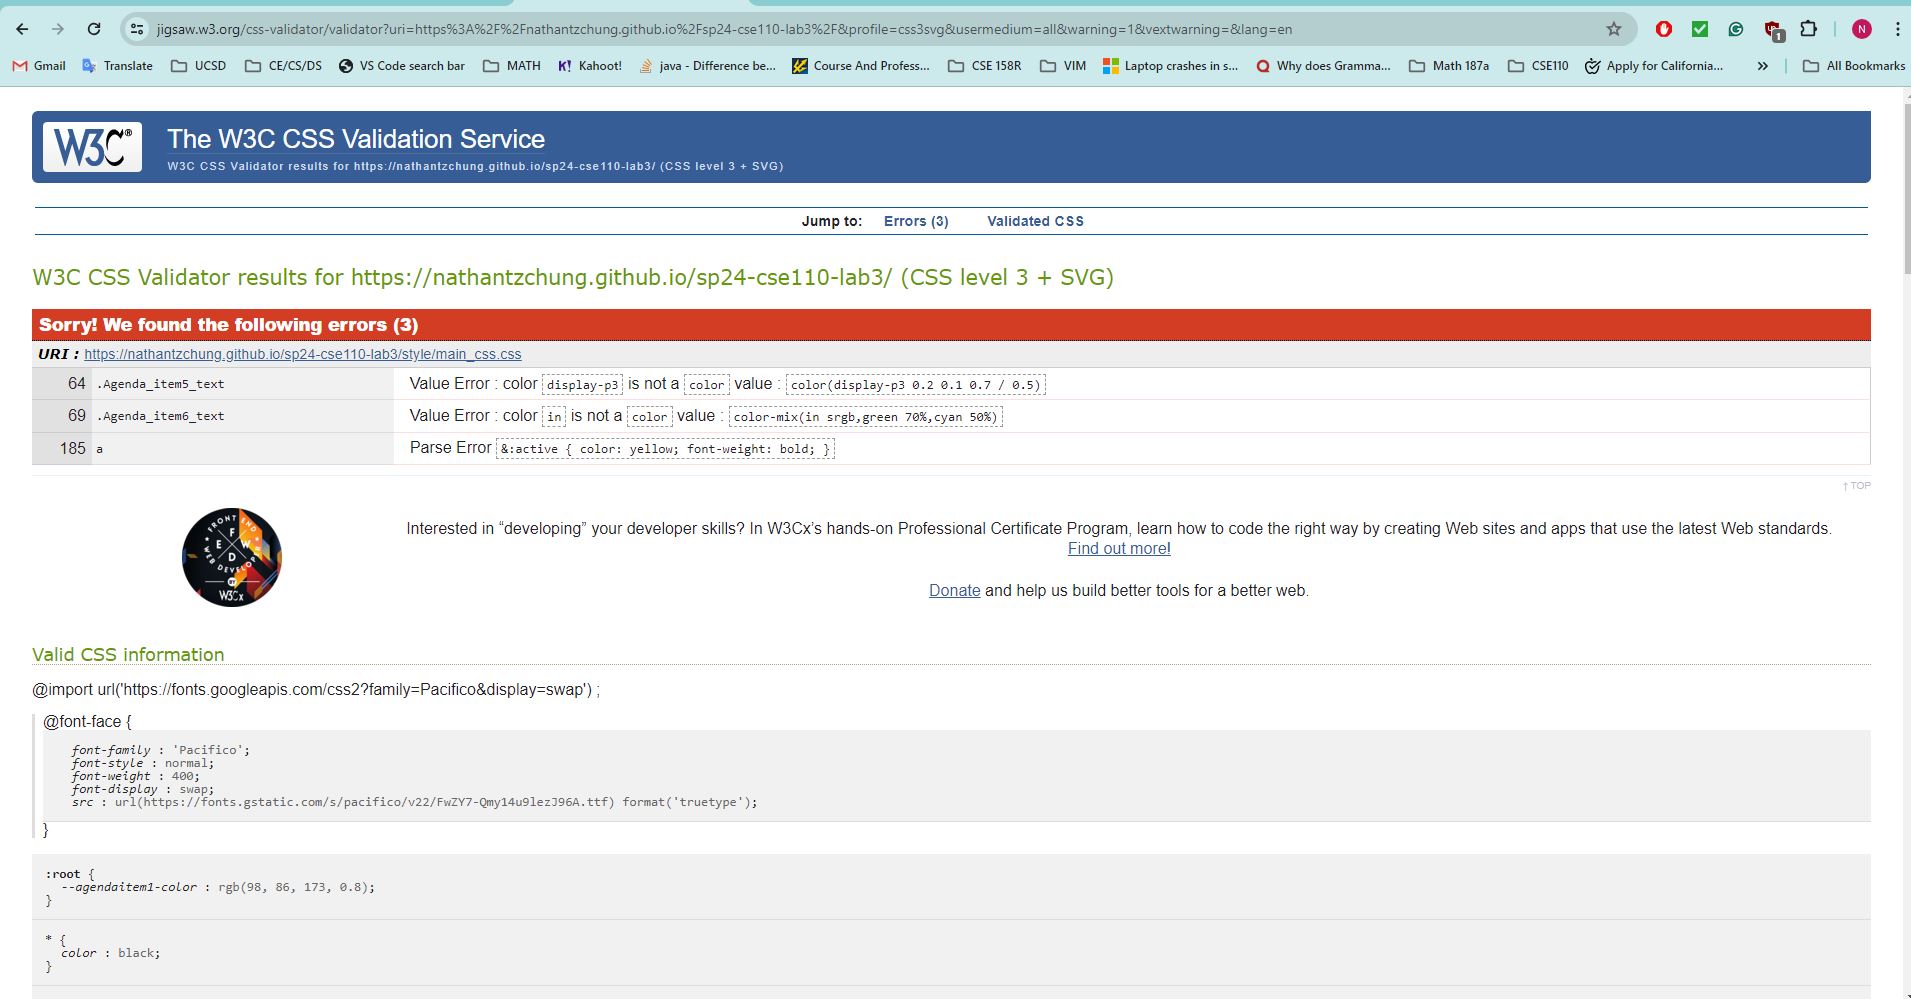 jigsaw.w3.org/css-validator/validator?uri=https%3A%2F%2Fnathantzchung.github.io%2Fsp24-cse110-lab3%2F&profile=css3svg&usermedium=all&warning=1&vextwarning=&lang=en
1
N
Gmail Translate UCSD CE/CS/DS VS Code search bar MATH K! Kahoot! java - Difference be... Course And Profess... CSE 158R VIM Laptop crashes in s... Why does Gramma... Math 187a CSE110 Apply for California... » All Bookmarks
W3C®
The W3C CSS Validation Service
W3C CSS Validator results for https://nathantzchung.github.io/sp24-cse110-lab3/ (CSS level 3 + SVG)
Jump to: Errors (3) Validated CSS
W3C CSS Validator results for https://nathantzchung.github.io/sp24-cse110-lab3/ (CSS level 3 + SVG)
Sorry! We found the following errors (3)
URI : https://nathantzchung.github.io/sp24-cse110-lab3/style/main_css.css
64 .Agenda_item5_text Value Error : color display-p3 is not a color value : color(display-p3 0.2 0.1 0.7 / 0.5)
69 .Agenda_item6_text Value Error : color in is not a color value : color-mix(in srgb,green 70%,cyan 50%)
185 a Parse Error &:active { color: yellow; font-weight: bold; }
↑ TOP
FRONT END
F E W D
WEB DEVELOPER
BY
W3Cx
Interested in “developing” your developer skills? In W3Cx’s hands-on Professional Certificate Program, learn how to code the right way by creating Web sites and apps that use the latest Web standards.
Find out more!
Donate and help us build better tools for a better web.
Valid CSS information
@import url('https://fonts.googleapis.com/css2?family=Pacifico&display=swap') ;
@font-face {
font-family : 'Pacifico';
font-style : normal;
font-weight : 400;
font-display : swap;
src : url(https://fonts.gstatic.com/s/pacifico/v22/FwZY7-Qmy14u9lezJ96A.ttf) format('truetype');
}
:root {
--agendaitem1-color : rgb(98, 86, 173, 0.8);
}
* {
color : black;
}